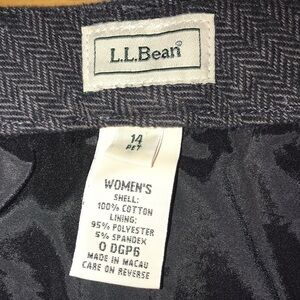 L.L.Bean®
14
PET
WOMEN'S
SHELL:
100% COTTON
LINING:
95% POLYESTER
5% SPANDEX
0 DGP6
MADE IN MACAU
CARE ON REVERSE